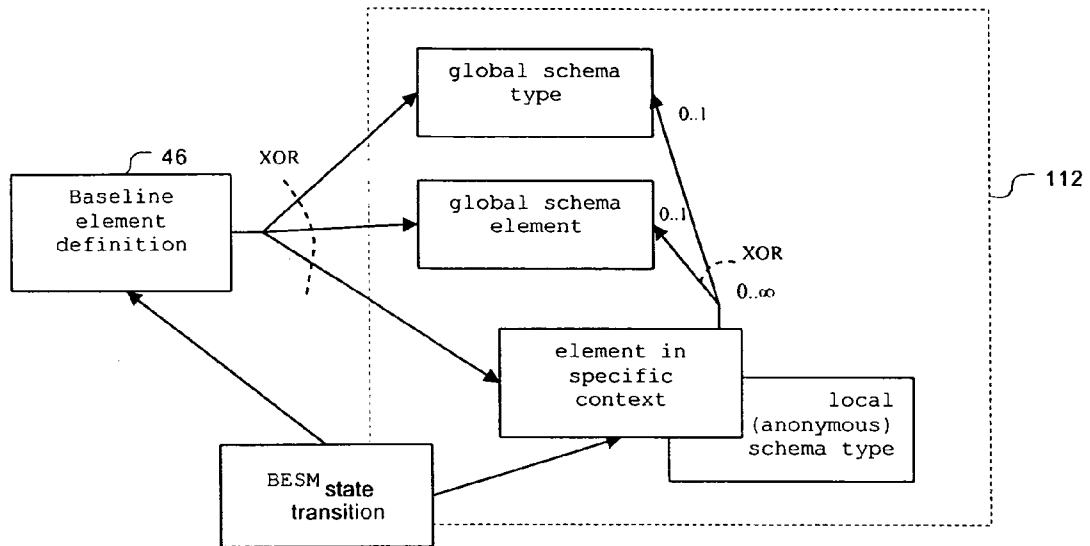 global schema
type
0..1
46
XOR
112
Baseline
element
definition
global schema
element
0..1
XOR
0..∞
element in
specific
context
local
(anonymous)
schema type
BESM state
transition